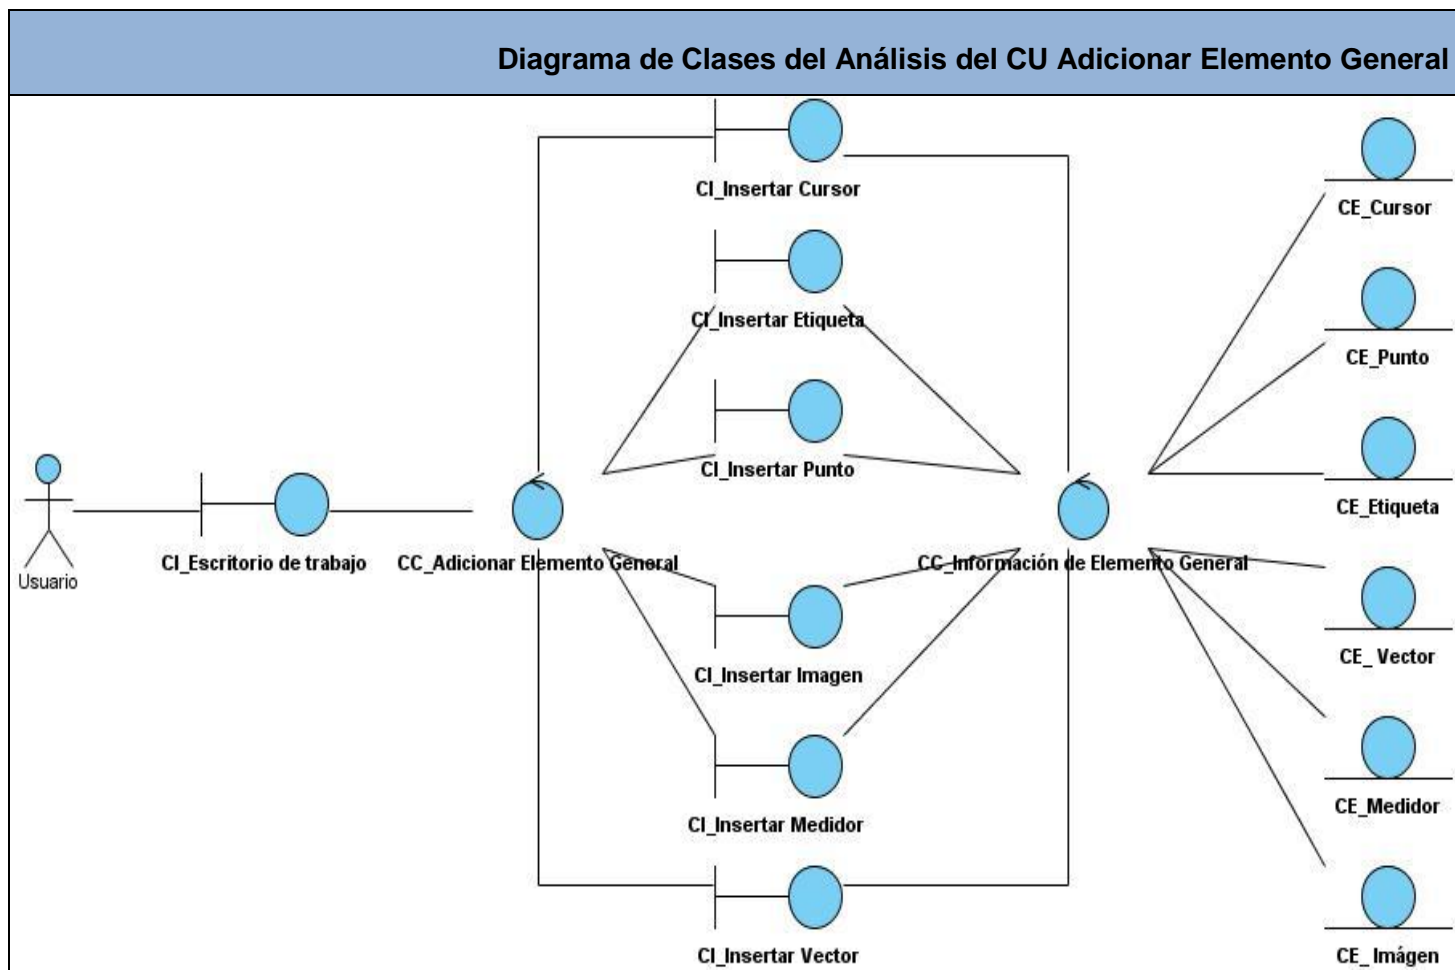 Diagrama de Clases del Análisis del CU Adicionar Elemento General
CI_Insertar Cursor
CE_Cursor
CI_Insertar Etiqueta
CE_Punto
CI_Insertar Punto
CE_Etiqueta
Usuario
CI_Escritorio de trabajo
CC_Adicionar Elemento General
CC_Información de Elemento General
CI_Insertar Imagen
CE_ Vector
CI_Insertar Medidor
CE_Medidor
CI_Insertar Vector
CE_ Imágen